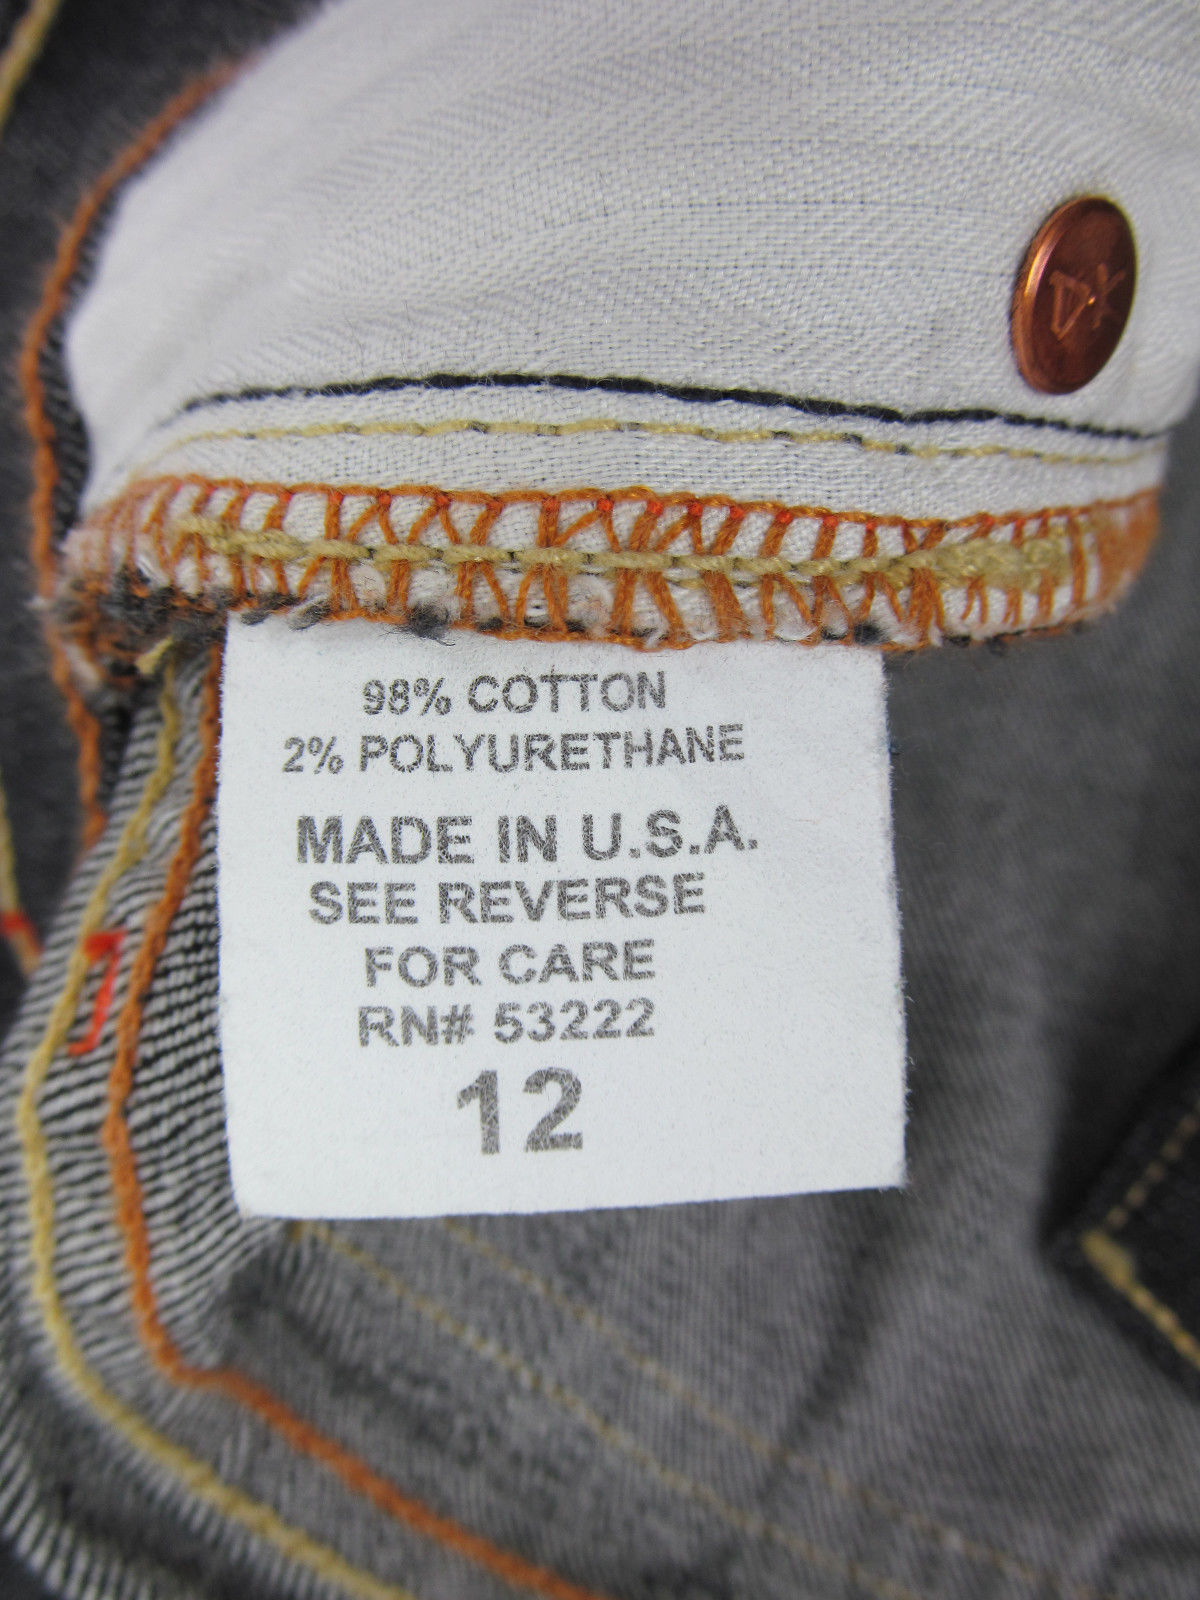 98% COTTON
2% POLYURETHANE
MADE IN U.S.A.
SEE REVERSE
FOR CARE
RN# 53222
12